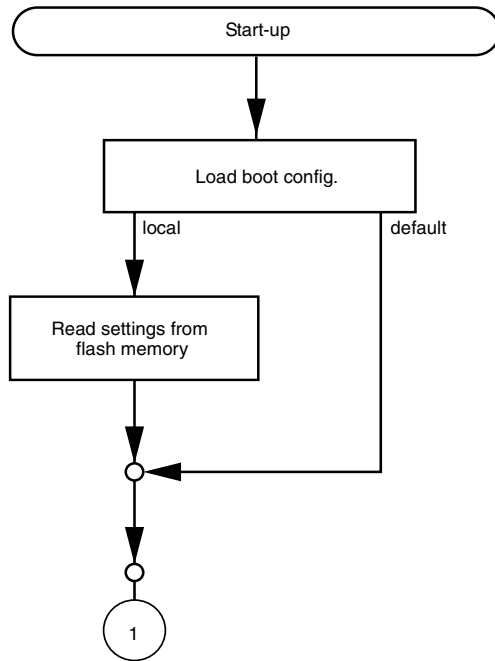 Start-up
Load boot config.
local
default
Read settings from
flash memory
1